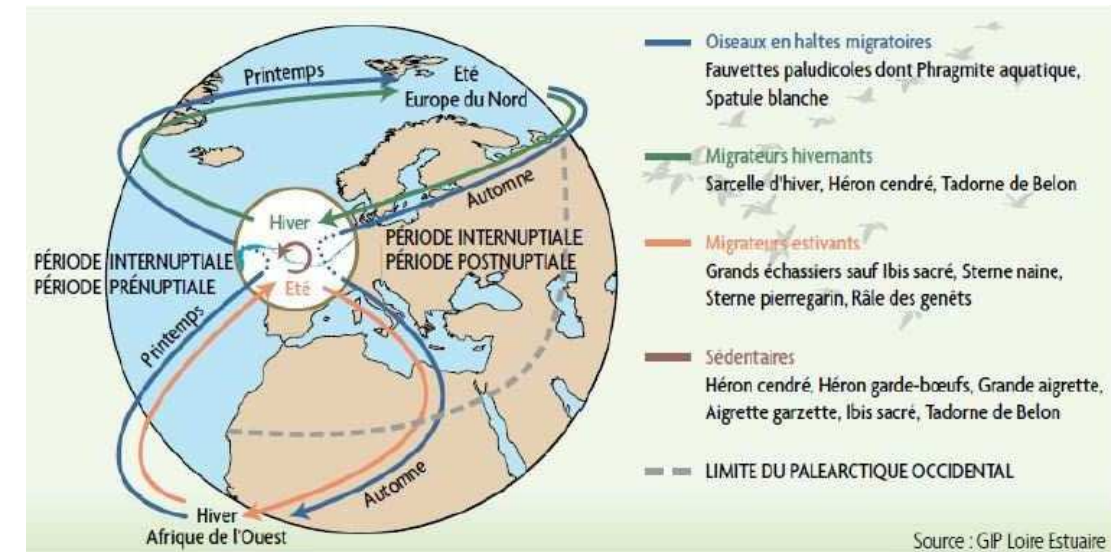 Printemps
Eté
Europe du Nord
Automne
Hiver
PÉRIODE INTERNUPTIALE
PÉRIODE POSTNUPTIALE
PÉRIODE INTERNUPTIALE
PÉRIODE PRÉNUPTIALE
Eté
Printemps
Automne
Hiver
Afrique de l'Ouest
Oiseaux en haltes migratoires
Fauvettes paludicoles dont Phragmite aquatique,
Spatule blanche
Migrateurs hivernants
Sarcelle d'hiver, Héron cendré, Tadorne de Belon
Migrateurs estivants
Grands échassiers sauf Ibis sacré, Sterne naine,
Sterne pierregarin, Râle des genêts
Sédentaires
Héron cendré, Héron garde-bœufs, Grande aigrette,
Aigrette garzette, Ibis sacré, Tadorne de Belon
LIMITE DU PALEARCTIQUE OCCIDENTAL
Source : GIP Loire Estuaire